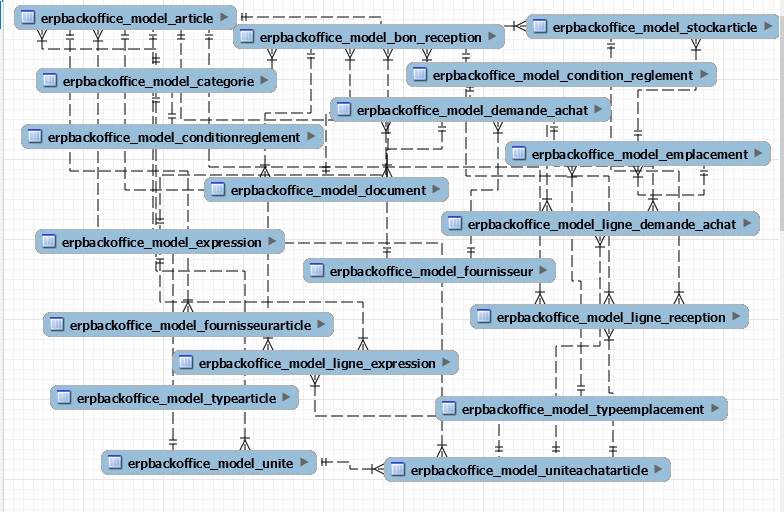 erpbackoffice_model_article
erpbackoffice_model_bon_reception
erpbackoffice_model_stockarticle
erpbackoffice_model_categorie
erpbackoffice_model_condition_reglement
erpbackoffice_model_demande_achat
erpbackoffice_model_conditionreglement
erpbackoffice_model_emplacement
erpbackoffice_model_document
erpbackoffice_model_ligne_demande_achat
erpbackoffice_model_expression
erpbackoffice_model_fournisseur
erpbackoffice_model_fournisseurarticle
erpbackoffice_model_ligne_reception
erpbackoffice_model_ligne_expression
erpbackoffice_model_typearticle
erpbackoffice_model_typeemplacement
erpbackoffice_model_unite
erpbackoffice_model_uniteachatarticle